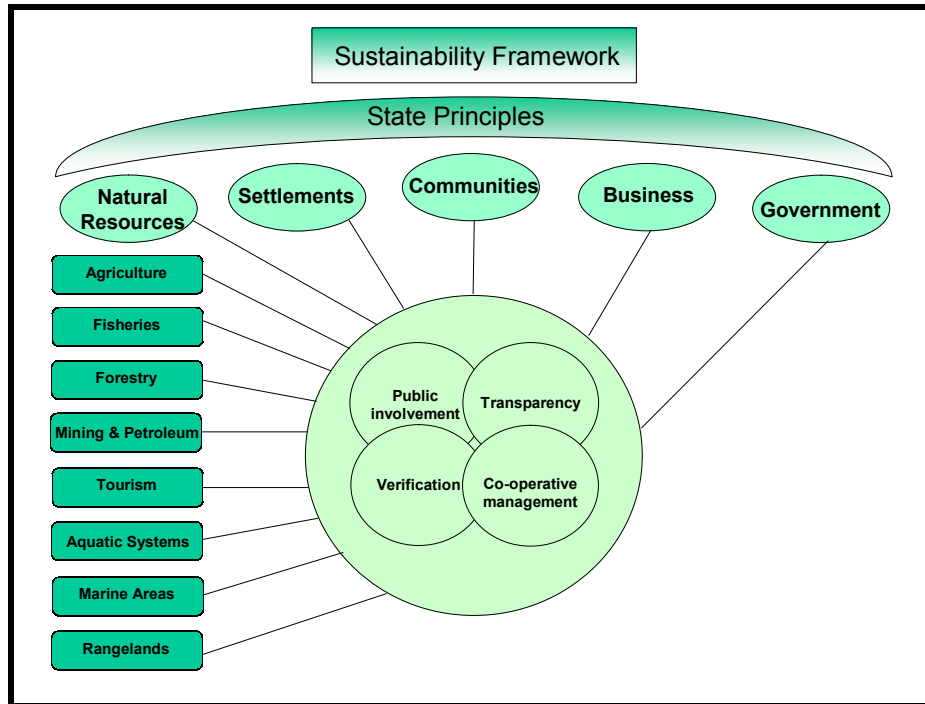 Sustainability Framework
State Principles
Natural
Resources
Settlements
Communities
Business
Government
Agriculture
Fisheries
Forestry
Mining & Petroleum
Tourism
Aquatic Systems
Marine Areas
Rangelands
Public
involvement
Transparency
Verification
Co-operative
management